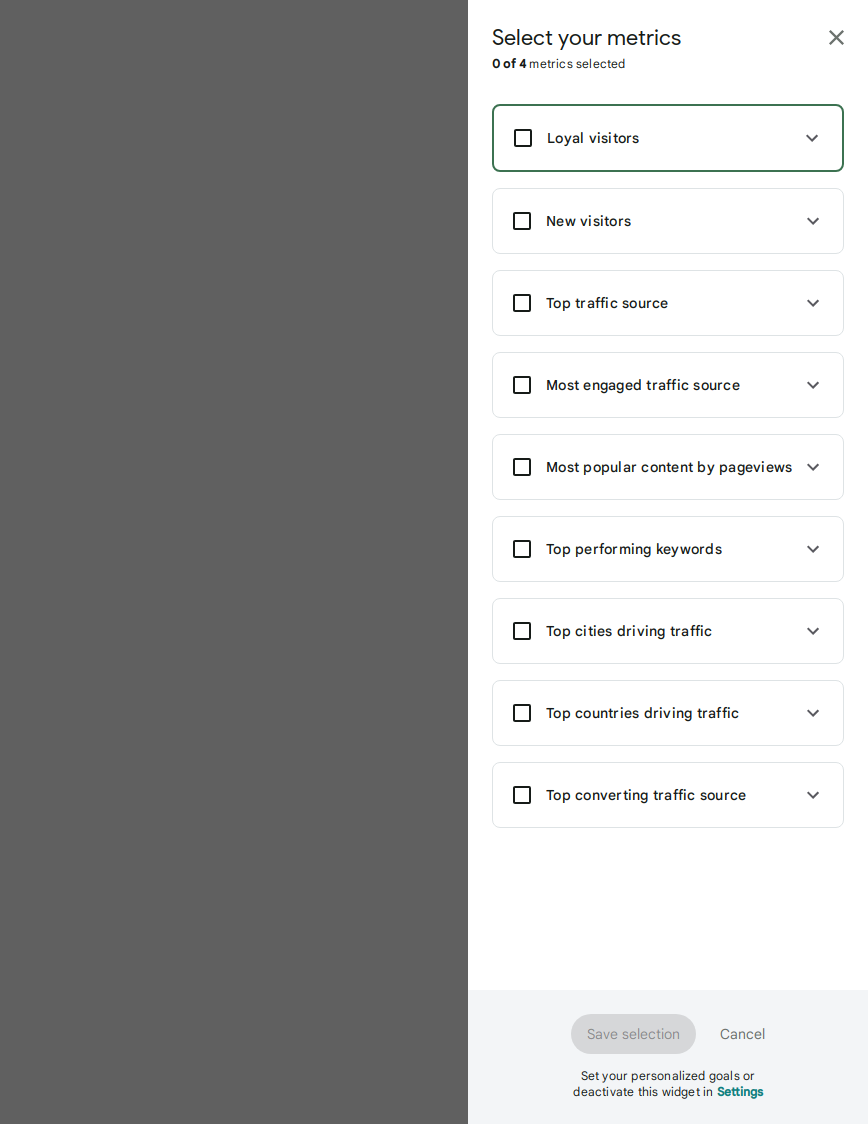 Select your metrics
0 of 4 metrics selected
Loyal visitors
New visitors
Top traffic source
Most engaged traffic source
Most popular content by pageviews
Top performing keywords
Top cities driving traffic
Top countries driving traffic
Top converting traffic source
Save selection Cancel
Set your personalized goals or
deactivate this widget in Settings